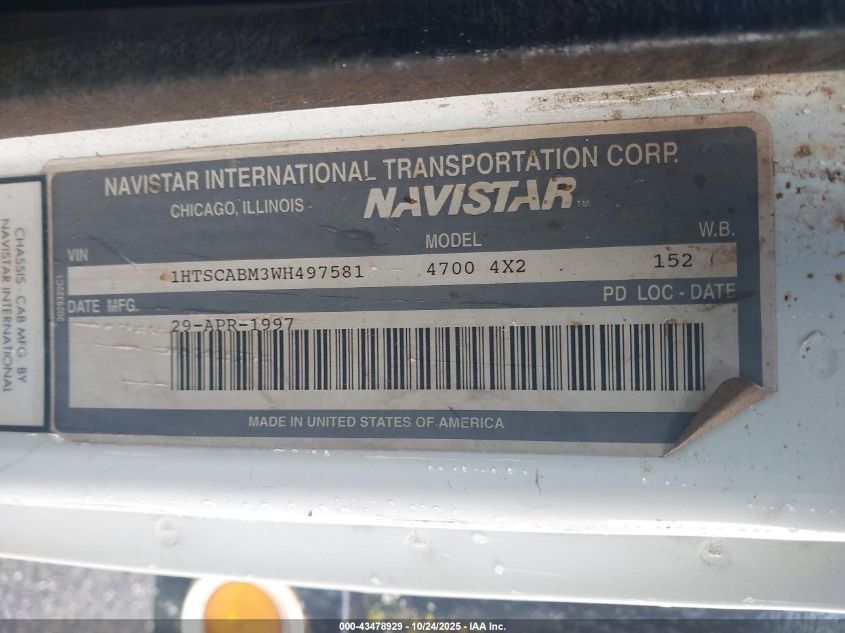 NAVISTAR INTERNATIONAL TRANSPORTATION CORP.
CHICAGO, ILLINOIS NAVISTAR™
VIN MODEL W.B.
1HTSCABM3WH497581 4700 4X2 152
DATE MFG. PD LOC - DATE
29-APR-1997
MADE IN UNITED STATES OF AMERICA
2029322C1
CHASSIS - CAB MFG BY
NAVISTAR INTERNATIONAL
000-43478929 - 10/24/2025 - IAA Inc.